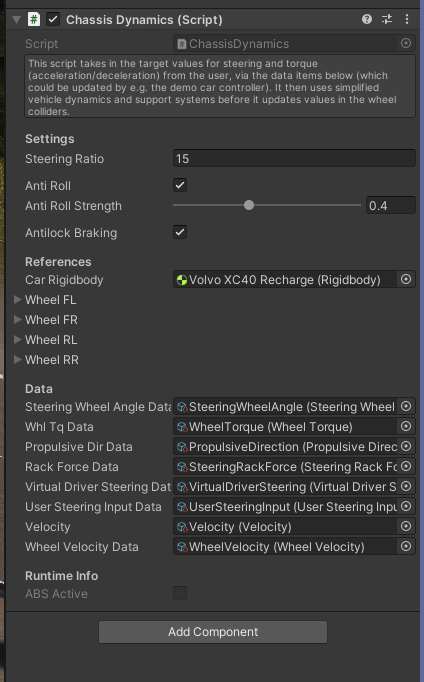 Chassis Dynamics (Script)
Script ChassisDynamics
This script takes in the target values for steering and torque
(acceleration/deceleration) from the user, via the data items below (which
could be updated by e.g. the demo car controller). It then uses simplified
vehicle dynamics and support systems before it updates values in the wheel
colliders.
Settings
Steering Ratio 15
Anti Roll
Anti Roll Strength 0.4
Antilock Braking
References
Car Rigidbody Volvo XC40 Recharge (Rigidbody)
Wheel FL
Wheel FR
Wheel RL
Wheel RR
Data
Steering Wheel Angle Data SteeringWheelAngle (Steering Wheel
Whl Tq Data WheelTorque (Wheel Torque)
Propulsive Dir Data PropulsiveDirection (Propulsive Direc
Rack Force Data SteeringRackForce (Steering Rack Fo
Virtual Driver Steering Dat VirtualDriverSteering (Virtual Driver S
User Steering Input Data UserSteeringInput (User Steering Inpu
Velocity Velocity (Velocity)
Wheel Velocity Data WheelVelocity (Wheel Velocity)
Runtime Info
ABS Active
Add Component